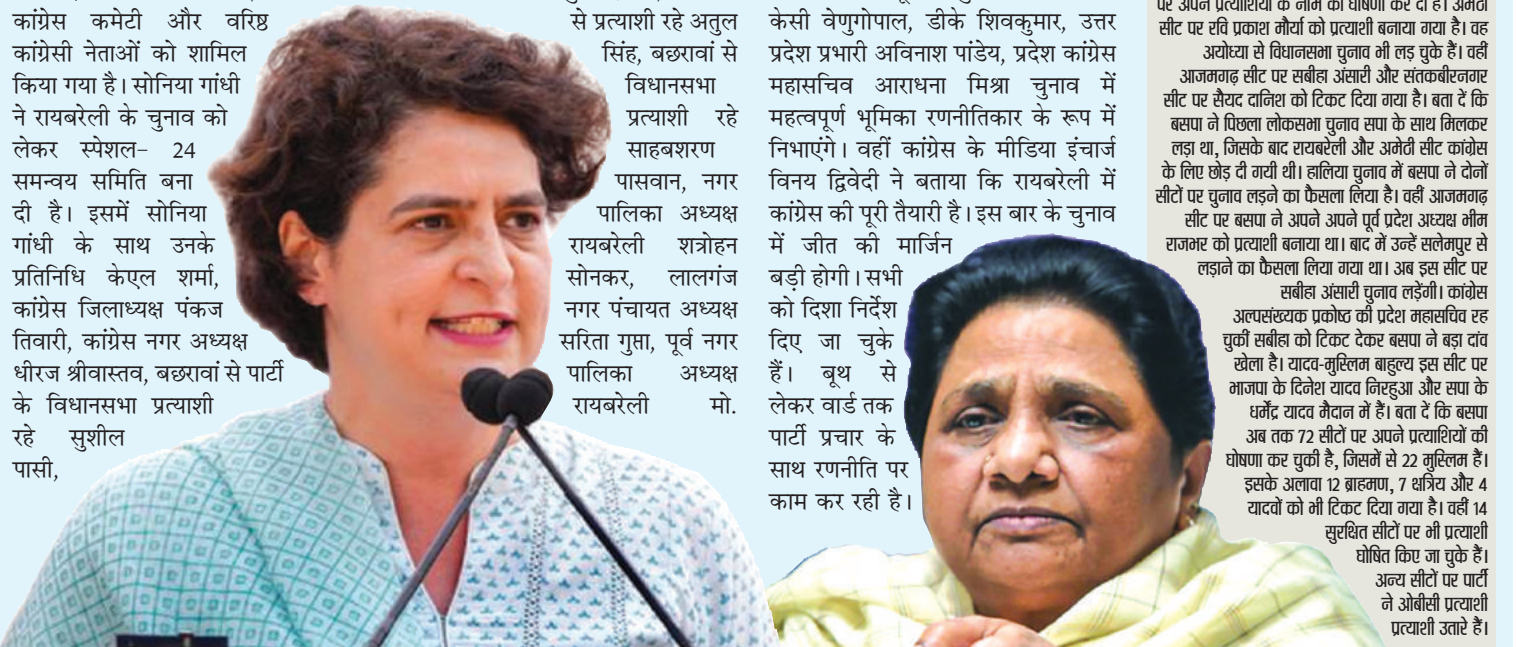 कांग्रेस कमेटी और वरिष्ठ
कांग्रेसी नेताओं को शामिल
किया गया है। सोनिया गांधी
ने रायबरेली के चुनाव को
लेकर स्पेशल– 24
समन्वय समिति बना
दी है। इसमें सोनिया
गांधी के साथ उनके
प्रतिनिधि केएल शर्मा,
कांग्रेस जिलाध्यक्ष पंकज
तिवारी, कांग्रेस नगर अध्यक्ष
धीरज श्रीवास्तव, बछरावां से पार्टी
के विधानसभा प्रत्याशी
रहे सुशील
पासी,
से प्रत्याशी रहे अतुल
सिंह, बछरावां से
विधानसभा
प्रत्याशी रहे
साहबशरण
पासवान, नगर
पालिका अध्यक्ष
रायबरेली शत्रोहन
सोनकर, लालगंज
नगर पंचायत अध्यक्ष
सरिता गुप्ता, पूर्व नगर
पालिका अध्यक्ष
रायबरेली मो.
केसी वेणुगोपाल, डीके शिवकुमार, उत्तर
प्रदेश प्रभारी अविनाश पांडेय, प्रदेश कांग्रेस
महासचिव आराधना मिश्रा चुनाव में
महत्वपूर्ण भूमिका रणनीतिकार के रूप में
निभाएंगे। वहीं कांग्रेस के मीडिया इंचार्ज
विनय द्विवेदी ने बताया कि रायबरेली में
कांग्रेस की पूरी तैयारी है। इस बार के चुनाव
में जीत की मार्जिन
बड़ी होगी। सभी
को दिशा निर्देश
दिए जा चुके
हैं। बूथ से
लेकर वार्ड तक
पार्टी प्रचार के
साथ रणनीति पर
काम कर रही है।
पर अपने प्रत्याशियों के नाम की घोषणा कर दी है। अमेठी
सीट पर रवि प्रकाश मौर्या को प्रत्याशी बनाया गया है। वह
अयोध्या से विधानसभा चुनाव भी लड़ चुके हैं। वहीं
आजमगढ़ सीट पर सबीहा अंसारी और संतकबीरनगर
सीट पर सैयद दानिश को टिकट दिया गया है। बता दें कि
बसपा ने पिछला लोकसभा चुनाव सपा के साथ मिलकर
लड़ा था, जिसके बाद रायबरेली और अमेठी सीट कांग्रेस
के लिए छोड़ दी गयी थी। हालिया चुनाव में बसपा ने दोनों
सीटों पर चुनाव लड़ने का फैसला लिया है। वहीं आजमगढ़
सीट पर बसपा ने अपने अपने पूर्व प्रदेश अध्यक्ष भीम
राजभर को प्रत्याशी बनाया था। बाद में उन्हें सलेमपुर से
लड़ाने का फैसला लिया गया था। अब इस सीट पर
सबीहा अंसारी चुनाव लड़ेंगी। कांग्रेस
अल्पसंख्यक प्रकोष्ठ की प्रदेश महासचिव रह
चुकीं सबीहा को टिकट देकर बसपा ने बड़ा दांव
खेला है। यादव-मुस्लिम बाहुल्य इस सीट पर
भाजपा के दिनेश यादव निरहुआ और सपा के
धर्मेंद्र यादव मैदान में हैं। बता दें कि बसपा
अब तक 72 सीटों पर अपने प्रत्याशियों की
घोषणा कर चुकी है, जिसमें से 22 मुस्लिम हैं।
इसके अलावा 12 ब्राहमण, 7 क्षत्रिय और 4
यादवों को भी टिकट दिया गया है। वहीं 14
सुरक्षित सीटों पर भी प्रत्याशी
घोषित किए जा चुके हैं।
अन्य सीटों पर पार्टी
ने ओबीसी प्रत्याशी
प्रत्याशी उतारे हैं।